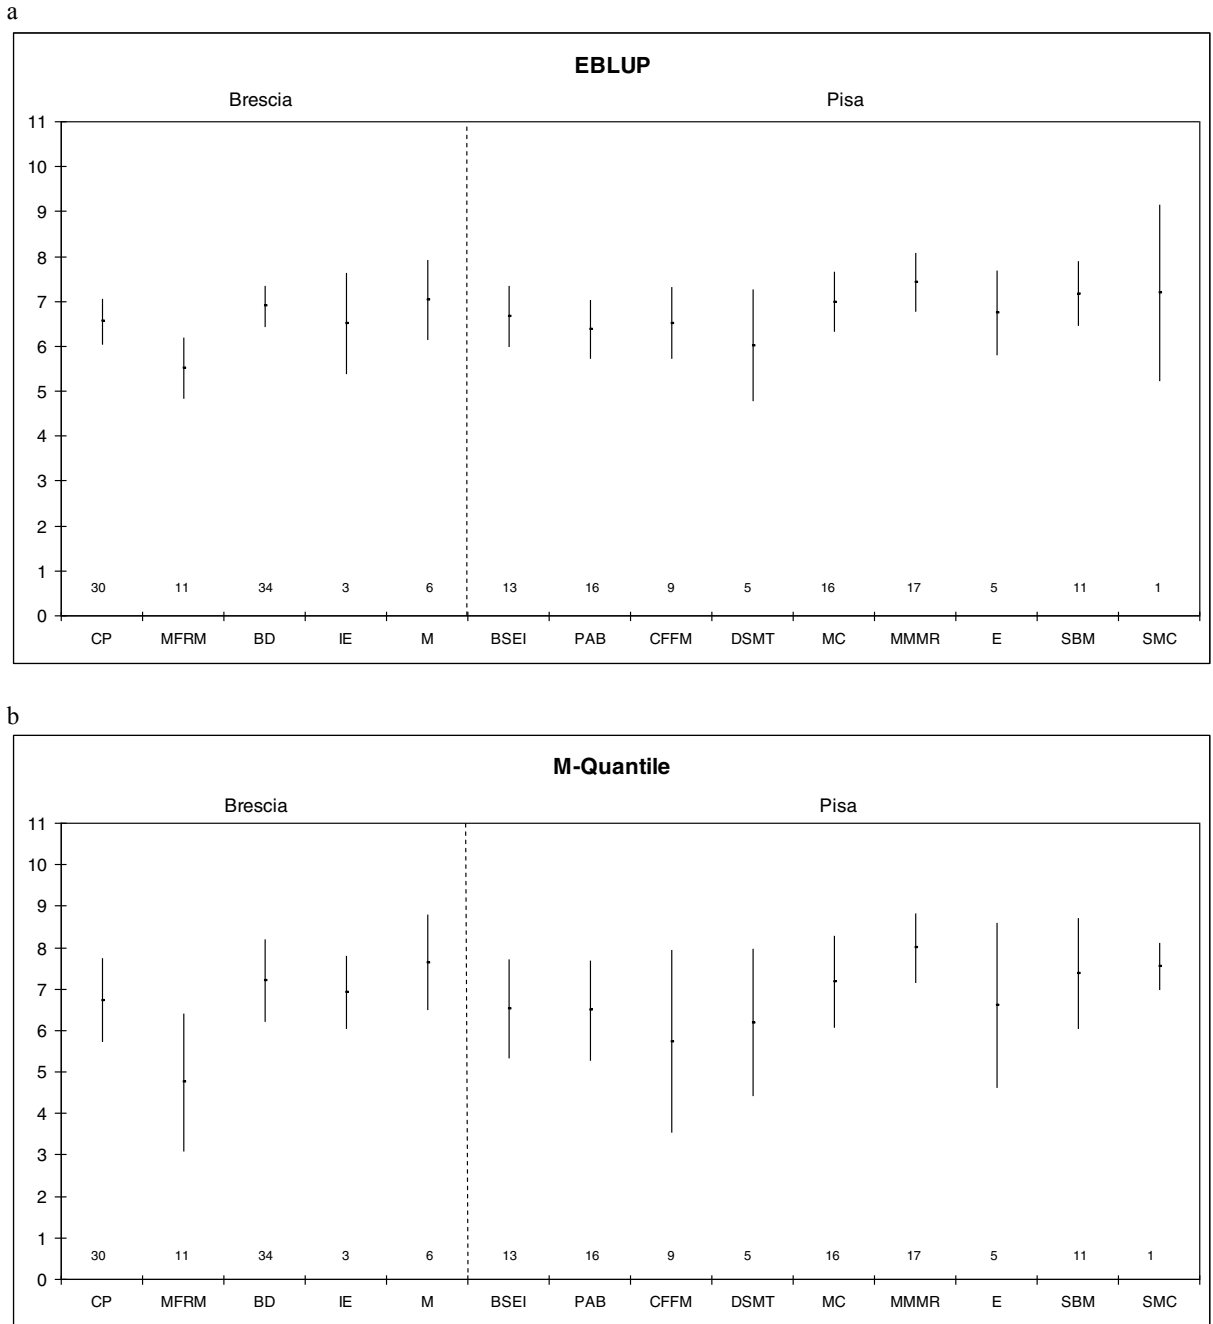 a
EBLUP
Brescia Pisa
11
10
9
8
7
6
5
4
3
2
1
0
30 11 34 3 6 13 16 9 5 16 17 5 11 1
CP MFRM BD IE M BSEI PAB CFFM DSMT MC MMMR E SBM SMC
b
M-Quantile
Brescia Pisa
11
10
9
8
7
6
5
4
3
2
1
0
30 11 34 3 6 13 16 9 5 16 17 5 11 1
CP MFRM BD IE M BSEI PAB CFFM DSMT MC MMMR E SBM SMC